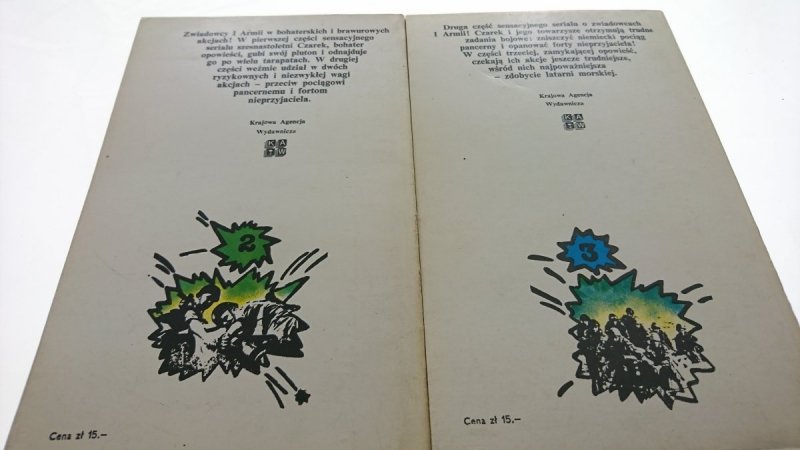 Zwiadowcy I Armii w bohaterskich i brawurowych
akcjach! W pierwszej części sensacyjnego
serialu szesnastoletni Czarek, bohater
opowieści, gubi swój pluton i odnajduje
go po wielu tarapatach. W drugiej
części weźmie udział w dwóch
ryzykownych i niezwykłej wagi
akcjach – przeciw pociągowi
pancernemu i fortom
nieprzyjaciela.
Krajowa Agencja
Wydawnicza
KA
TW
2
Cena zł 15.–
Druga część sensacyjnego serialu o zwiadowcach
I Armii! Czarek i jego towarzysze otrzymują trudne
zadania bojowe: zniszczyć niemiecki pociąg
pancerny i opanować forty nieprzyjaciela!
W części trzeciej, zamykającej opowieść,
czekają ich akcje jeszcze trudniejsze,
wśród nich najpoważniejsza
– zdobycie latarni morskiej.
Krajowa Agencja
Wydawnicza
KA
TW
3
Cena zł 15.–